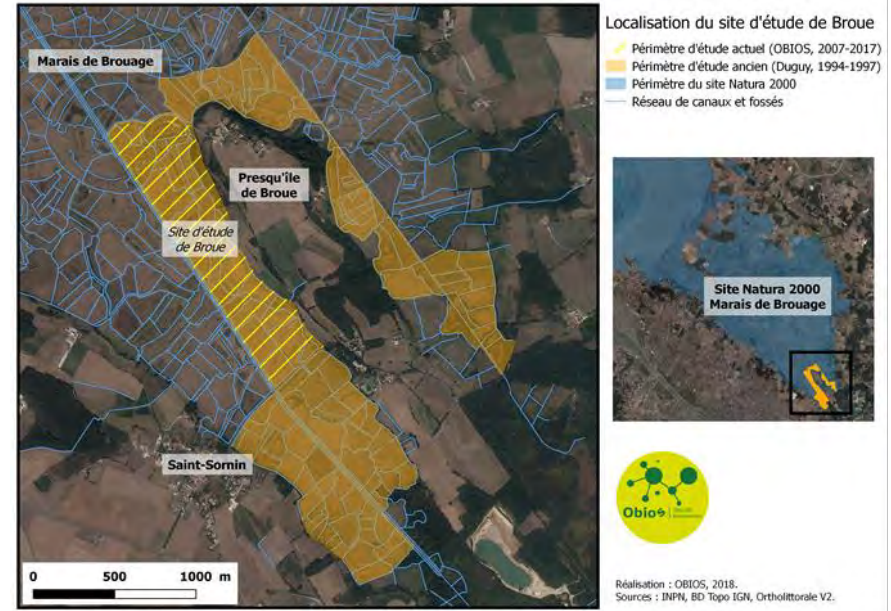 Localisation du site d'étude de Broue
Périmètre d'étude actuel (OBIOS, 2007-2017)
Périmètre d'étude ancien (Duguy, 1994-1997)
Périmètre du site Natura 2000
Réseau de canaux et fossés
Marais de Brouage
Presqu'île
de Broue
Site d'étude
de Broue
Saint-Sornin
0 500 1000 m
Site Natura 2000
Marais de Brouage
Obios
Réalisation : OBIOS, 2018.
Sources : INPN, BD Topo IGN, Ortholittorale V2.